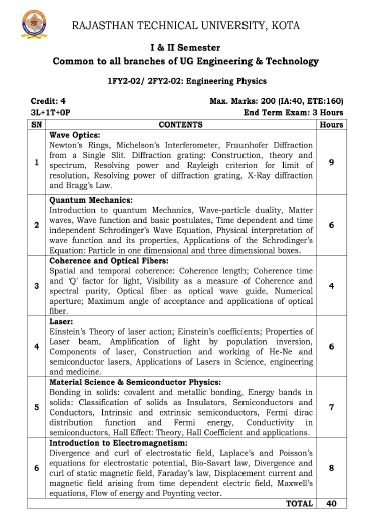 RAJASTHAN TECHNICAL UNIVERSITY, KOTA
I & II Semester
Common to all branches of UG Engineering & Technology
1FY2-02/ 2FY2-02: Engineering Physics
Credit: 4 Max. Marks: 200 (IA:40, ETE:160)
3L+1T+0P End Term Exam: 3 Hours
SN CONTENTS Hours
Wave Optics:
Newton's Rings, Michelson's Interferometer, Fraunhofer Diffraction
from a Single Slit. Diffraction grating: Construction, theory and
1 spectrum, Resolving power and Rayleigh criterion for limit of 9
resolution, Resolving power of diffraction grating, X-Ray diffraction
and Bragg's Law.
Quantum Mechanics:
Introduction to quantum Mechanics, Wave-particle duality, Matter
waves, Wave function and basic postulates, Time dependent and time
2 independent Schrodinger's Wave Equation, Physical interpretation of 6
wave function and its properties, Applications of the Schrodinger's
Equation: Particle in one dimensional and three dimensional boxes.
Coherence and Optical Fibers:
Spatial and temporal coherence: Coherence length; Coherence time
and 'Q' factor for light, Visibility as a measure of Coherence and
3 spectral purity, Optical fiber as optical wave guide, Numerical 4
aperture; Maximum angle of acceptance and applications of optical
fiber.
Laser:
Einstein's Theory of laser action; Einstein's coefficients; Properties of
Laser beam, Amplification of light by population inversion,
4 Components of laser, Construction and working of He-Ne and 6
semiconductor lasers, Applications of Lasers in Science, engineering
and medicine.
Material Science & Semiconductor Physics:
Bonding in solids: covalent and metallic bonding, Energy bands in
solids: Classification of solids as Insulators, Semiconductors and
5 Conductors, Intrinsic and extrinsic semiconductors, Fermi dirac 7
distribution function and Fermi energy, Conductivity in
semiconductors, Hall Effect: Theory, Hall Coefficient and applications.
Introduction to Electromagnetism:
Divergence and curl of electrostatic field, Laplace's and Poisson's
equations for electrostatic potential, Bio-Savart law, Divergence and
6 curl of static magnetic field, Faraday's law, Displacement current and 8
magnetic field arising from time dependent electric field, Maxwell's
equations, Flow of energy and Poynting vector.
TOTAL 40